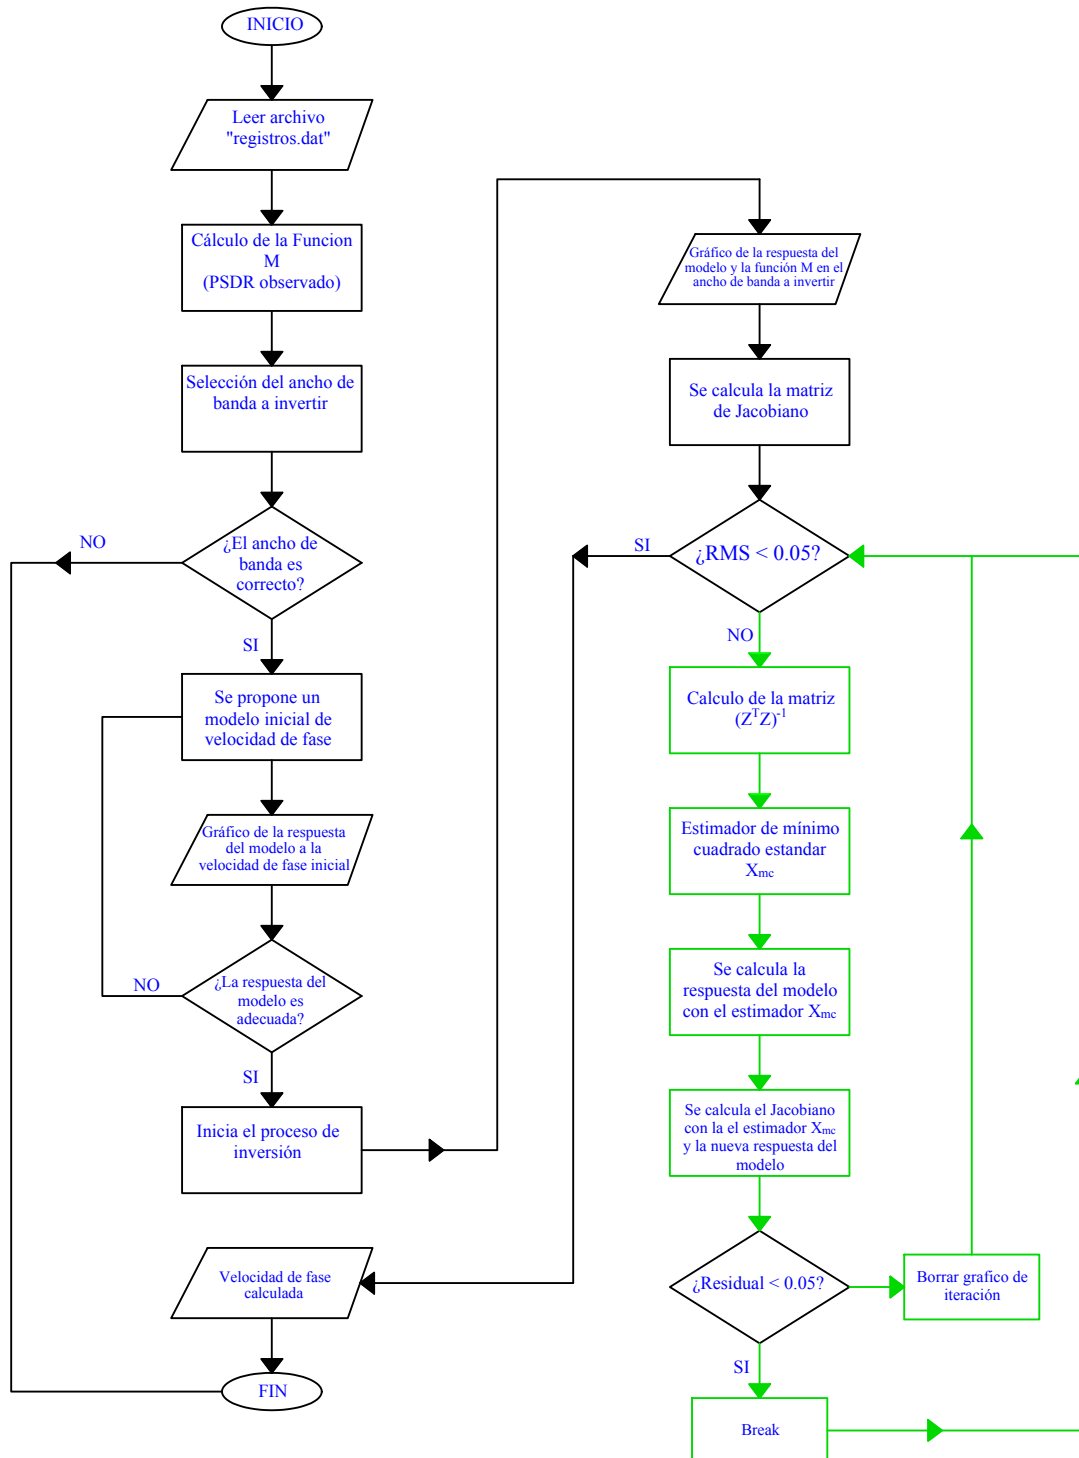 INICIO
Leer archivo
"registros.dat"
Cálculo de la Funcion
M
(PSDR observado)
Selección del ancho de
banda a invertir
¿El ancho de
banda es
correcto?
NO
SI
Se propone un
modelo inicial de
velocidad de fase
Gráfico de la respuesta
del modelo a la
velocidad de fase inicial
¿La respuesta del
modelo es
adecuada?
NO
SI
Inicia el proceso de
inversión
Velocidad de fase
calculada
FIN
Gráfico de la respuesta del
modelo y la función M en el
ancho de banda a invertir
Se calcula la matriz
de Jacobiano
¿RMS < 0.05?
SI
NO
Calculo de la matriz
(ZᵀZ)⁻¹
Estimador de mínimo
cuadrado estandar
Xmc
Se calcula la
respuesta del modelo
con el estimador Xmc
Se calcula el Jacobiano
con la el estimador Xmc
y la nueva respuesta del
modelo
¿Residual < 0.05?
SI
Borrar grafico de
iteración
Break